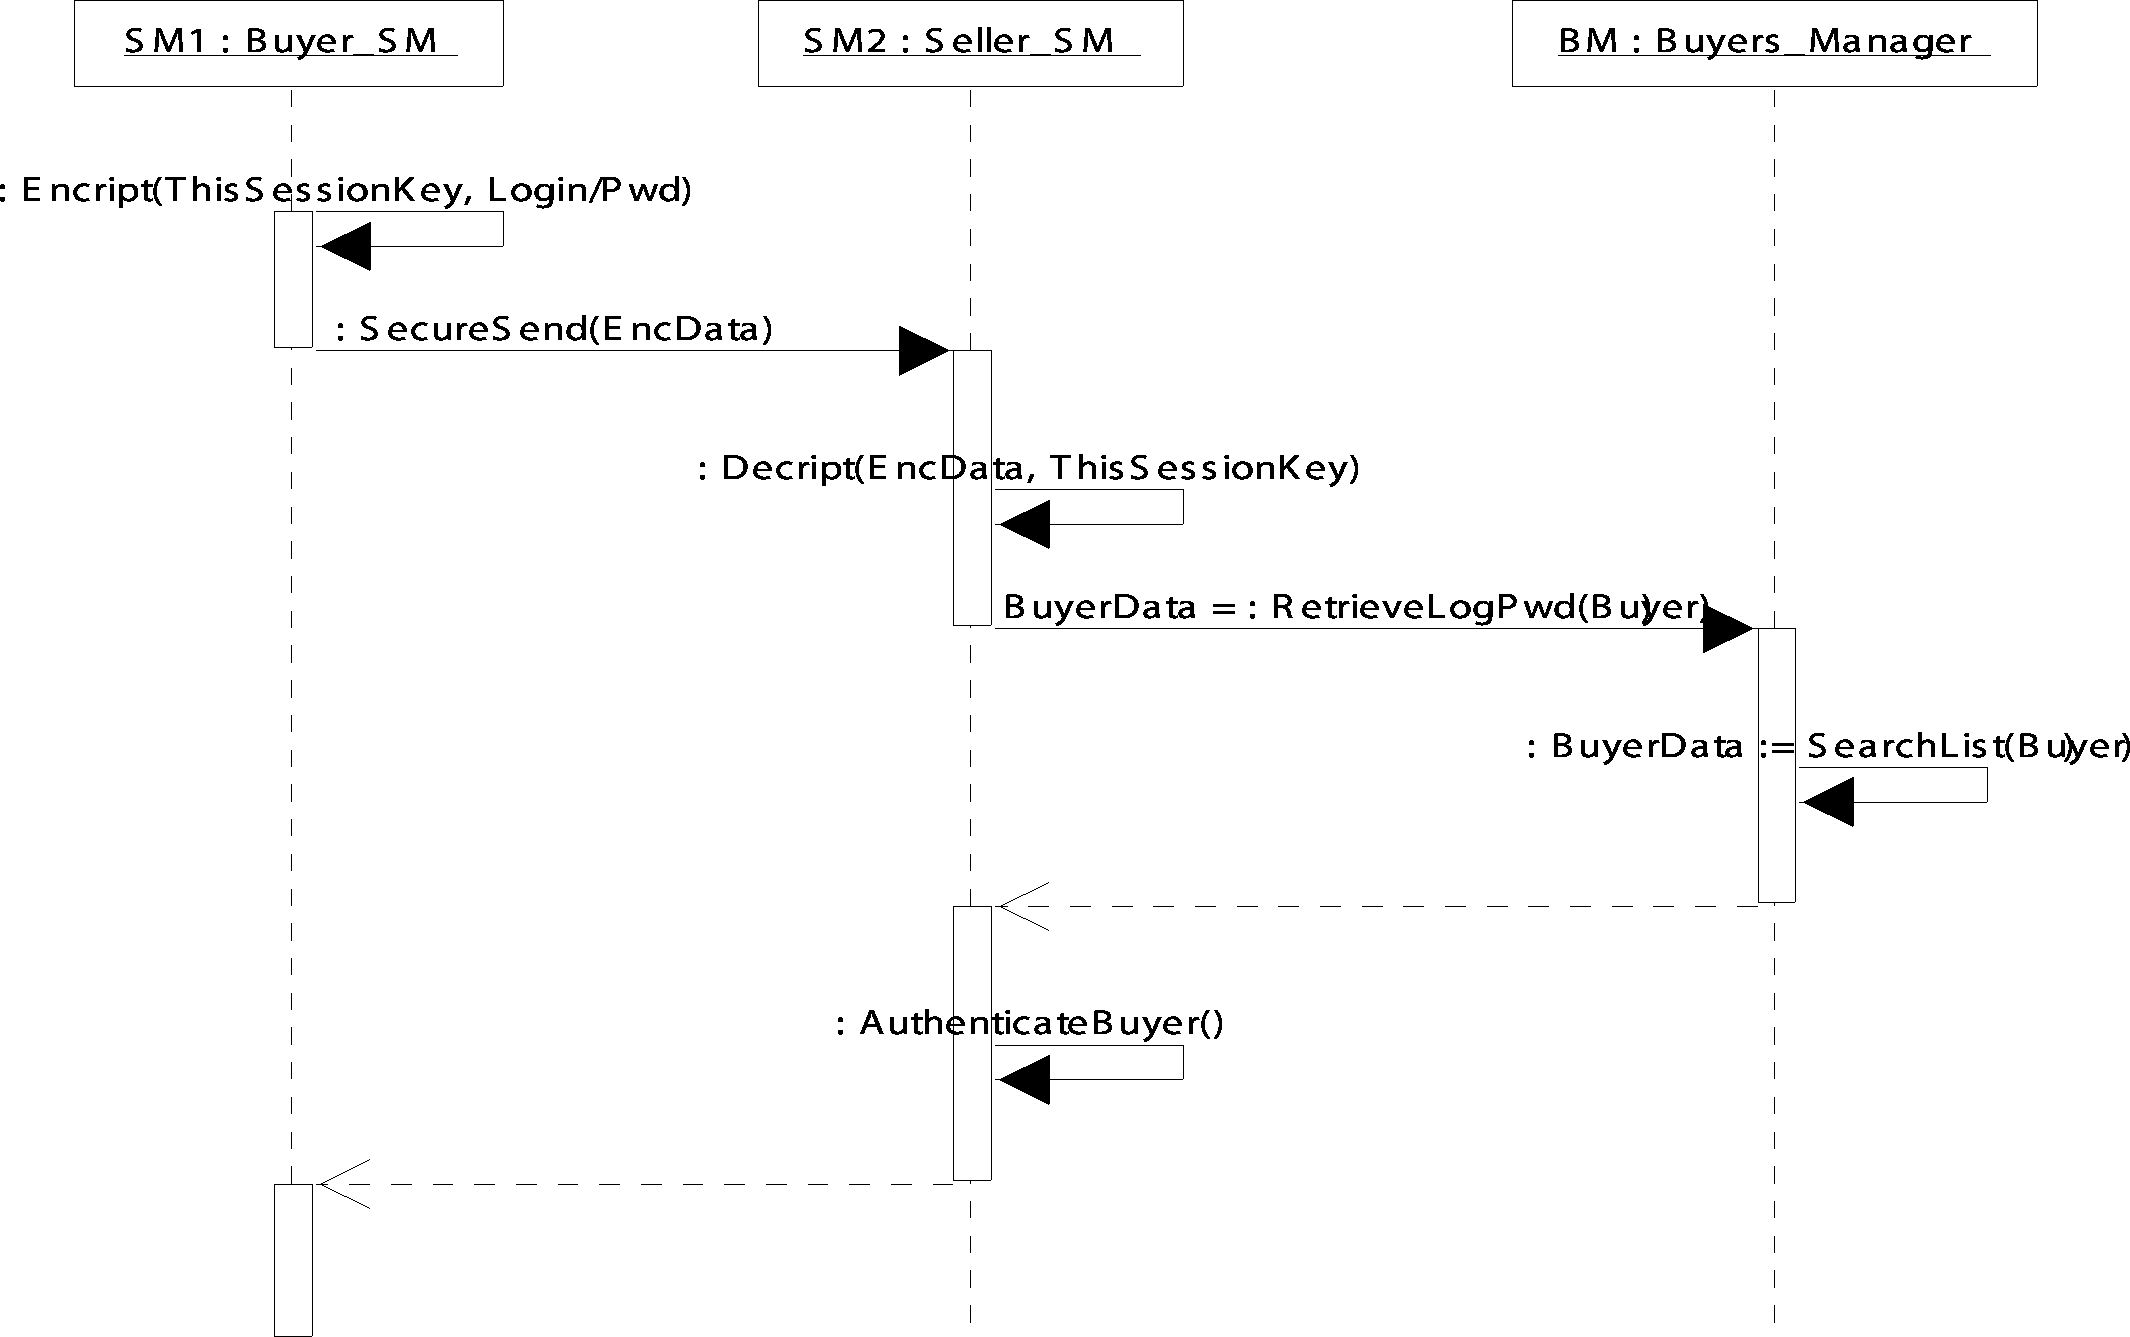 SM1 : Buyer_SM
SM2 : Seller_SM
BM : Buyers_Manager
: Encript(ThisSessionKey, Login/Pwd)
: SecureSend(EncData)
: Decript(EncData, ThisSessionKey)
BuyerData = : RetrieveLogPwd(Buyer)
: BuyerData := SearchList(Buyer)
: AuthenticateBuyer()